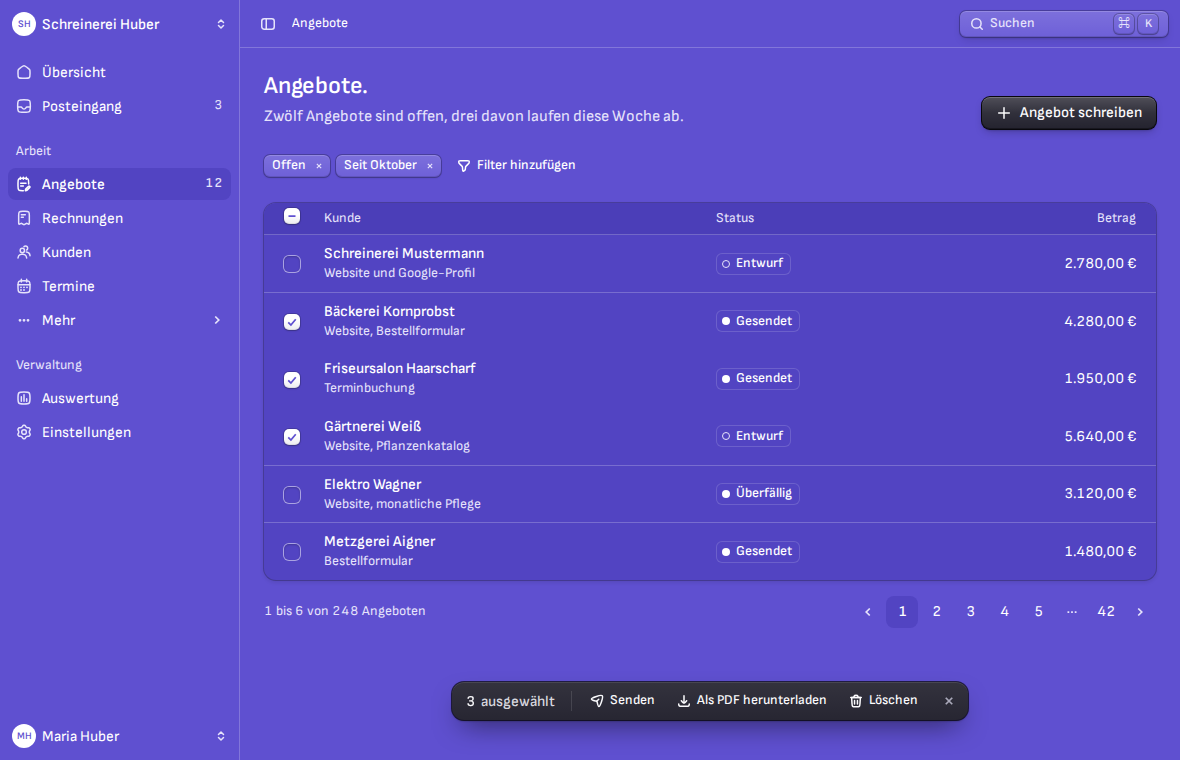 SH Schreinerei Huber
Übersicht
Posteingang 3
Arbeit
Angebote 12
Rechnungen
Kunden
Termine
Mehr
Verwaltung
Auswertung
Einstellungen
MH Maria Huber
Angebote
Suchen ⌘ K
Angebote.
Zwölf Angebote sind offen, drei davon laufen diese Woche ab.
Angebot schreiben
Offen × Seit Oktober × Filter hinzufügen
Kunde Status Betrag
Schreinerei Mustermann
Website und Google-Profil
Entwurf 2.780,00 €
Bäckerei Kornprobst
Website, Bestellformular
Gesendet 4.280,00 €
Friseursalon Haarscharf
Terminbuchung
Gesendet 1.950,00 €
Gärtnerei Weiß
Website, Pflanzenkatalog
Entwurf 5.640,00 €
Elektro Wagner
Website, monatliche Pflege
Überfällig 3.120,00 €
Metzgerei Aigner
Bestellformular
Gesendet 1.480,00 €
1 bis 6 von 248 Angeboten
1 2 3 4 5 ··· 42
3 ausgewählt Senden Als PDF herunterladen Löschen ×